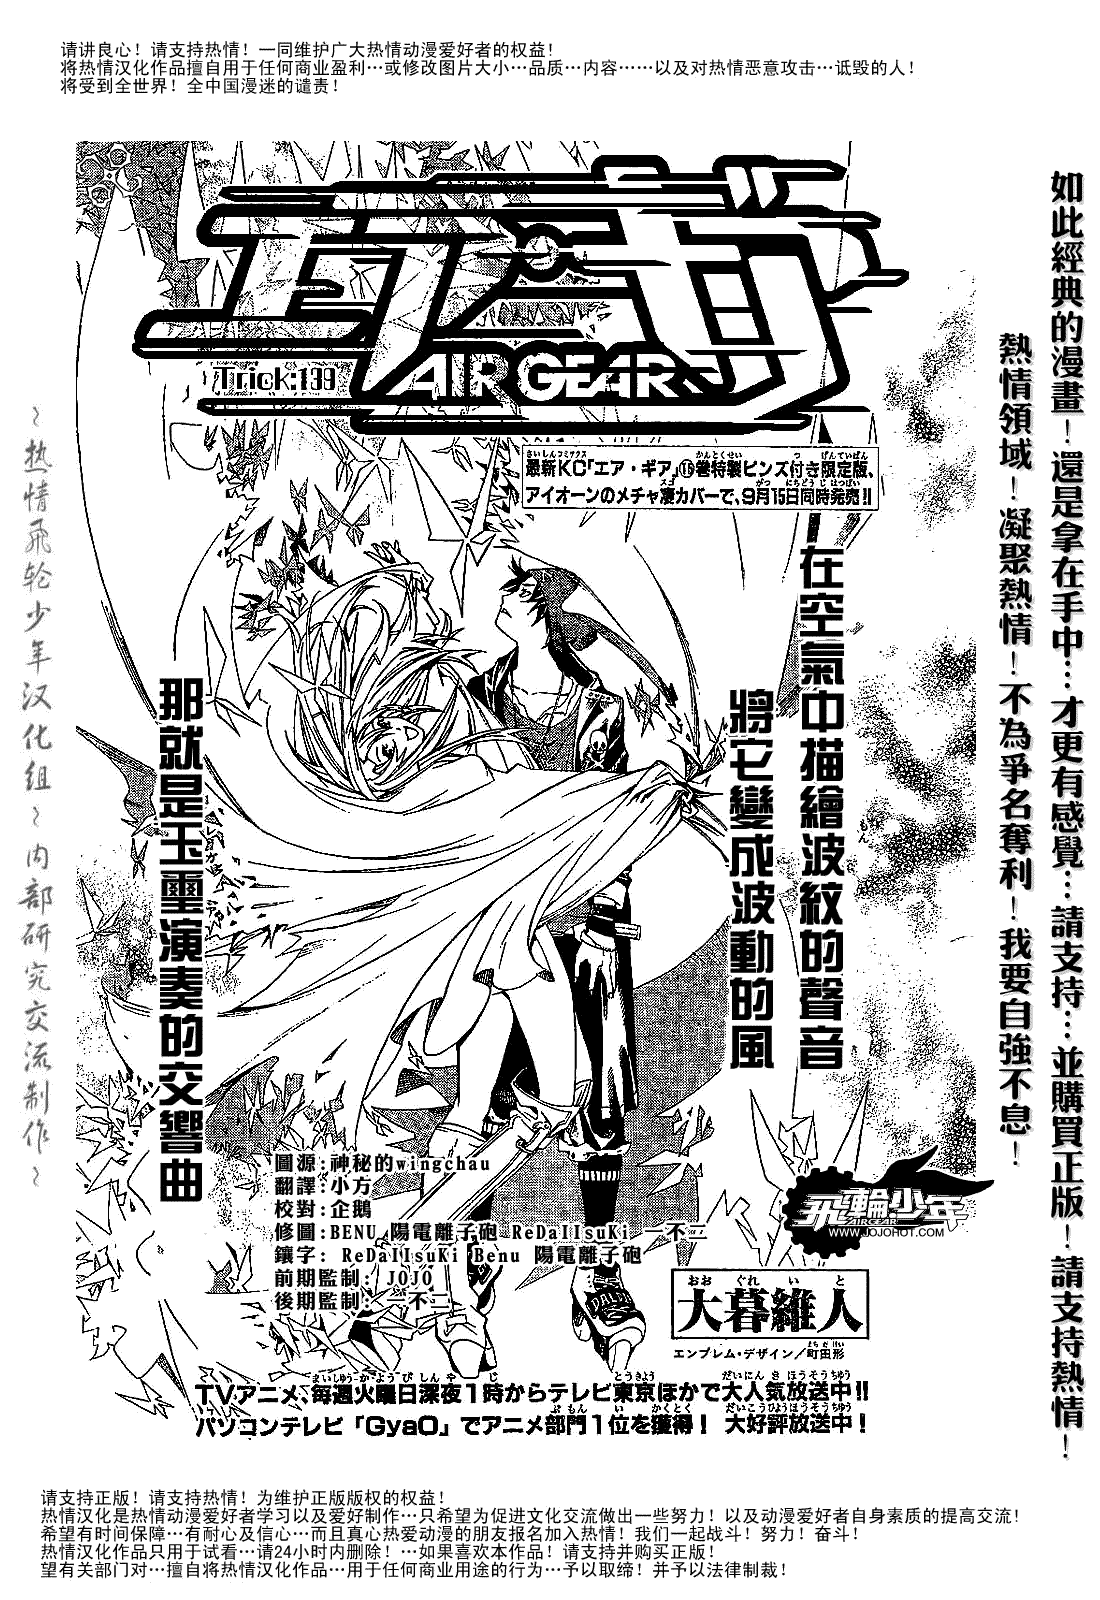 请讲良心！请支持热情！一同维护广大热情动漫爱好者的权益！
将热情汉化作品擅自用于任何商业盈利…或修改图片大小…品质…内容……以及对热情恶意攻击…诋毁的人！
将受到全世界！全中国漫迷的谴责！
如此經典的漫畫！還是拿在手中…才更有感覺…請支持…並購買正版！請支持熱情！
熱情領域！凝聚熱情！不為爭名奪利！我要自強不息！
エア・ギア
AIR GEAR
Trick:139
最新KC「エア・ギア」⑯巻特製ピンズ付き限定版、
アイオーンのメチャ凄カバーで、9月15日同時発売!!
在空氣中描繪波紋的聲音
將它變成波動的風
那就是玉璽演奏的交響曲
~热情飛轮少年汉化组~内部研究交流制作~
圖源:神秘的wingchau
翻譯:小方
校對:企鵝
修圖:BENU 陽電離子砲 ReDaIIsuKi 一不二
鑲字: ReDaIIsuKi Benu 陽電離子砲
前期監制: JOJO
後期監制: 一不二
飛輪少年
AIRGEAR
WWW.JOJOHOT.COM
大暮維人
エンブレム・デザイン/町田形
TVアニメ、毎週火曜日深夜1時からテレビ東京ほかで大人気放送中!!
パソコンテレビ「GyaO」でアニメ部門1位を獲得! 大好評放送中!
请支持正版！请支持热情！为维护正版版权的权益！
热情汉化是热情动漫爱好者学习以及爱好制作…只希望为促进文化交流做出一些努力！以及动漫爱好者自身素质的提高交流！
希望有时间保障…有耐心及信心…而且真心热爱动漫的朋友报名加入热情！我们一起战斗！努力！奋斗！
热情汉化作品只用于试看…请24小时内删除！…如果喜欢本作品！请支持并购买正版！
望有关部门对…擅自将热情汉化作品…用于任何商业用途的行为…予以取缔！并予以法律制裁！